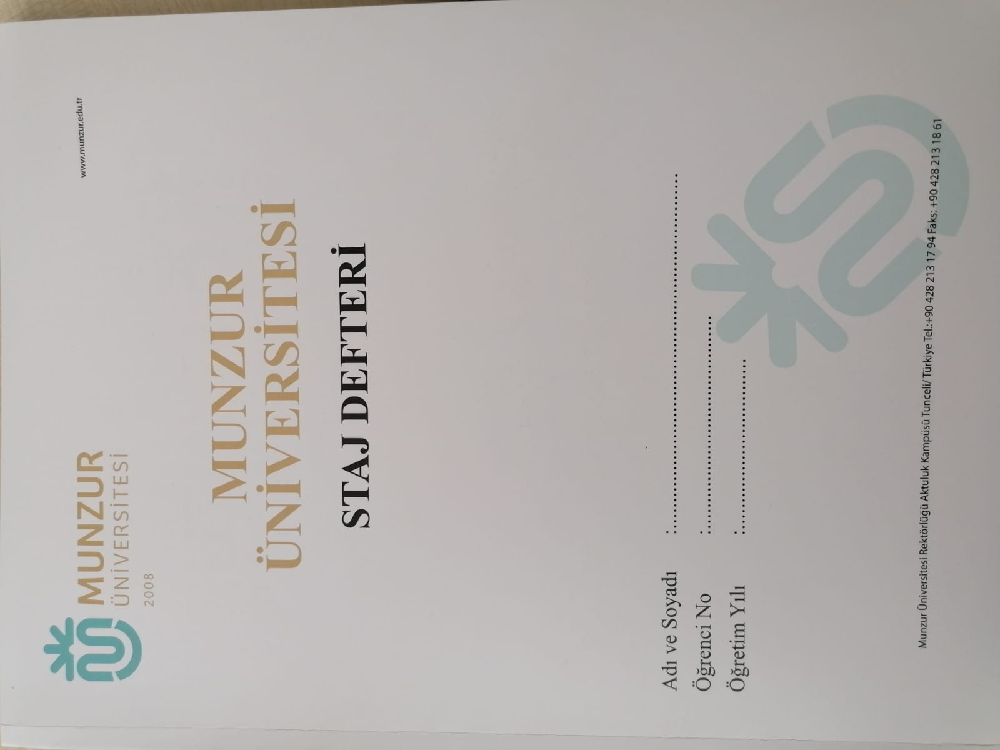 MUNZUR
ÜNİVERSİTESİ
2008
www.munzur.edu.tr
MUNZUR
ÜNİVERSİTESİ
STAJ DEFTERİ
Adı ve Soyadı :......................................................................
Öğrenci No :...........................................
Öğretim Yılı :...................................
Munzur Üniversitesi Rektörlüğü Aktuluk Kampüsü Tunceli/ Türkiye Tel.:+90 428 213 17 94 Faks: +90 428 213 18 61